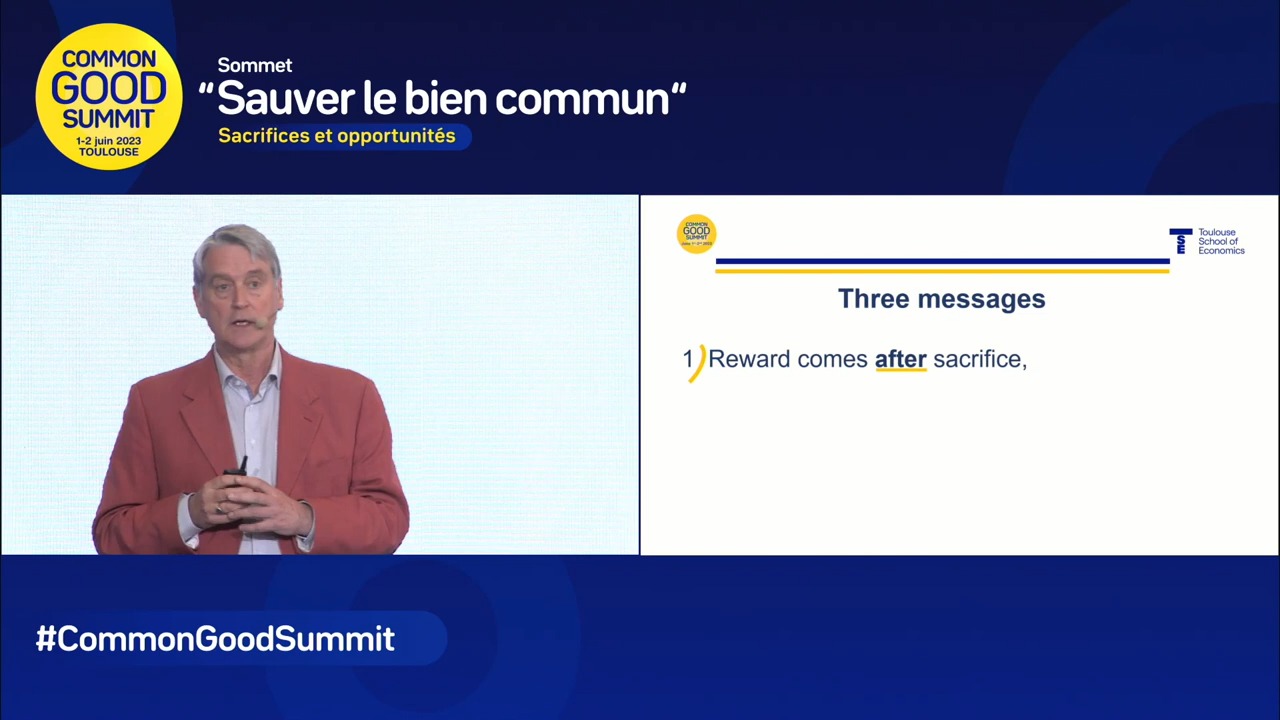 COMMON
GOOD
SUMMIT
1-2 juin 2023
TOULOUSE
Sommet
“Sauver le bien commun“
Sacrifices et opportunités
COMMON
GOOD
SUMMIT
Toulouse
School of
Economics
TSE
Three messages
1) Reward comes after sacrifice,
#CommonGoodSummit